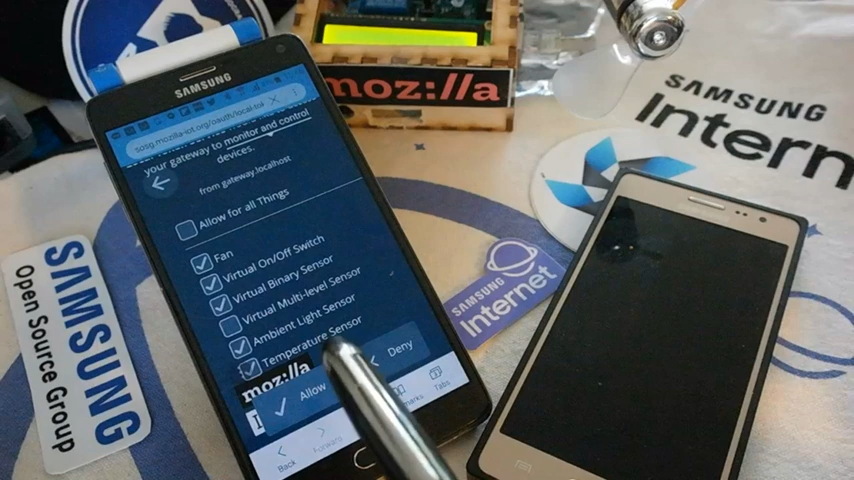 SAMSUNG
sosg.mozilla-iot.org/oauth/local-tok
your gateway to monitor and control
devices.
from gateway.localhost
Allow for all Things
Fan
Virtual On/Off Switch
Virtual Binary Sensor
Virtual Multi-level Sensor
Ambient Light Sensor
Temperature Sensor
Allow
Deny
moz://a
Back
Forward
Tabs
moz://a
SAMSUNG
Intern
SAMSUNG
Internet
SAMSUNG
Open Source Group